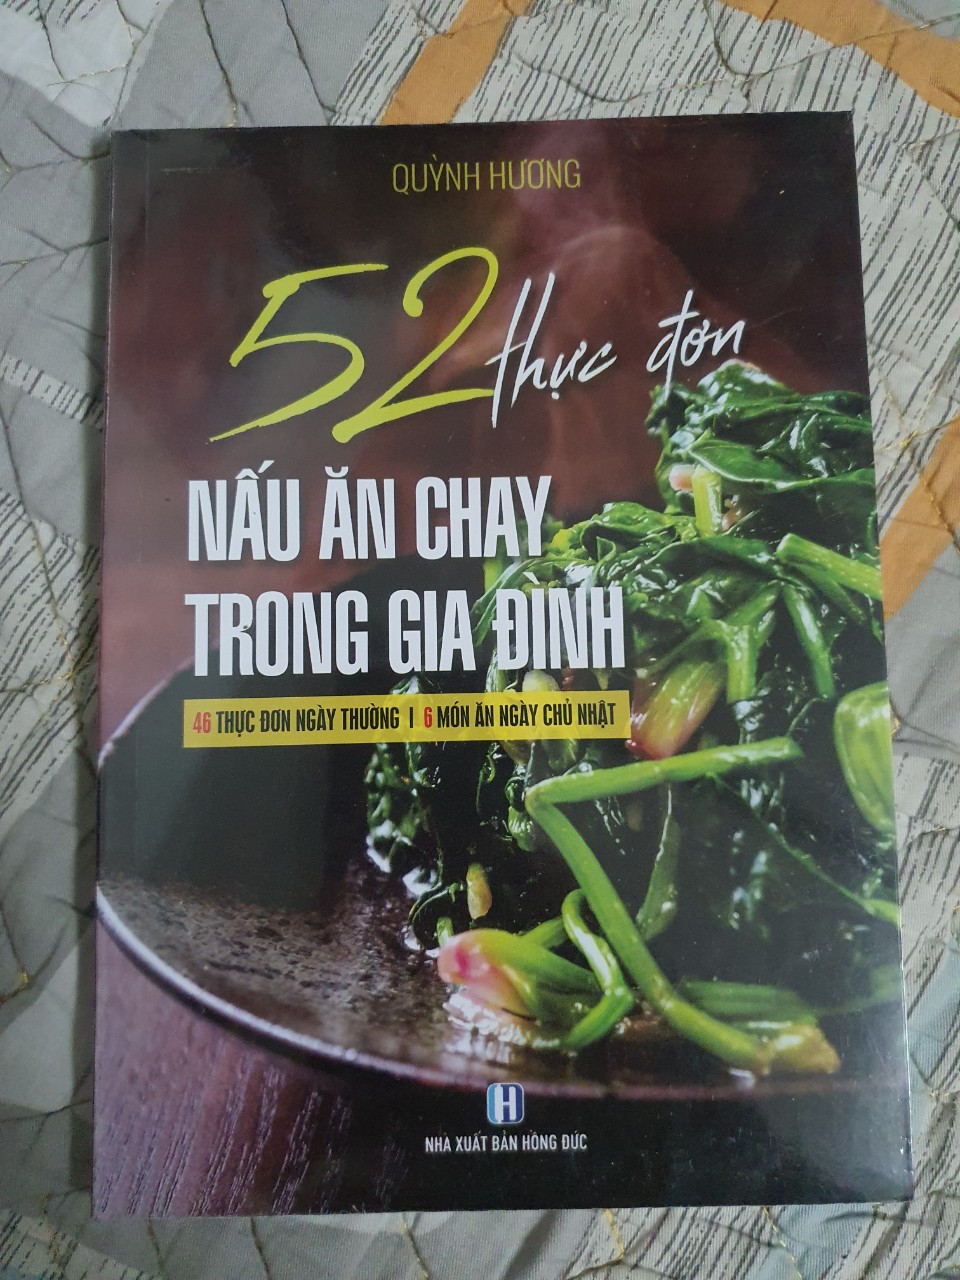 QUỲNH HƯƠNG
52 thực đơn
NẤU ĂN CHAY
TRONG GIA ĐÌNH
46 THỰC ĐƠN NGÀY THƯỜNG | 6 MÓN ĂN NGÀY CHỦ NHẬT
H
NHÀ XUẤT BẢN HỒNG ĐỨC